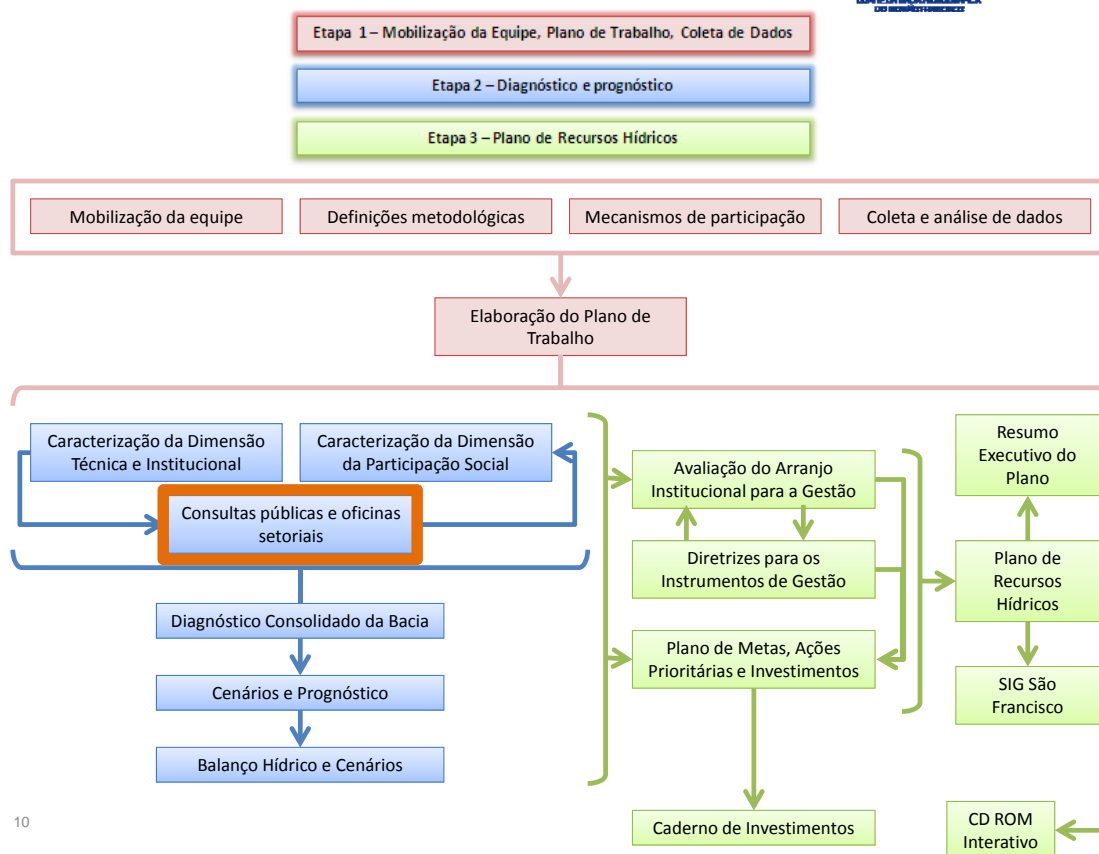 Etapa 1 – Mobilização da Equipe, Plano de Trabalho, Coleta de Dados
Etapa 2 – Diagnóstico e prognóstico
Etapa 3 – Plano de Recursos Hídricos
Mobilização da equipe
Definições metodológicas
Mecanismos de participação
Coleta e análise de dados
Elaboração do Plano de
Trabalho
Caracterização da Dimensão
Técnica e Institucional
Caracterização da Dimensão
da Participação Social
Consultas públicas e oficinas
setoriais
Diagnóstico Consolidado da Bacia
Cenários e Prognóstico
Balanço Hídrico e Cenários
Avaliação do Arranjo
Institucional para a Gestão
Diretrizes para os
Instrumentos de Gestão
Plano de Metas, Ações
Prioritárias e Investimentos
Caderno de Investimentos
Resumo
Executivo do
Plano
Plano de
Recursos
Hídricos
SIG São
Francisco
CD ROM
Interativo
10